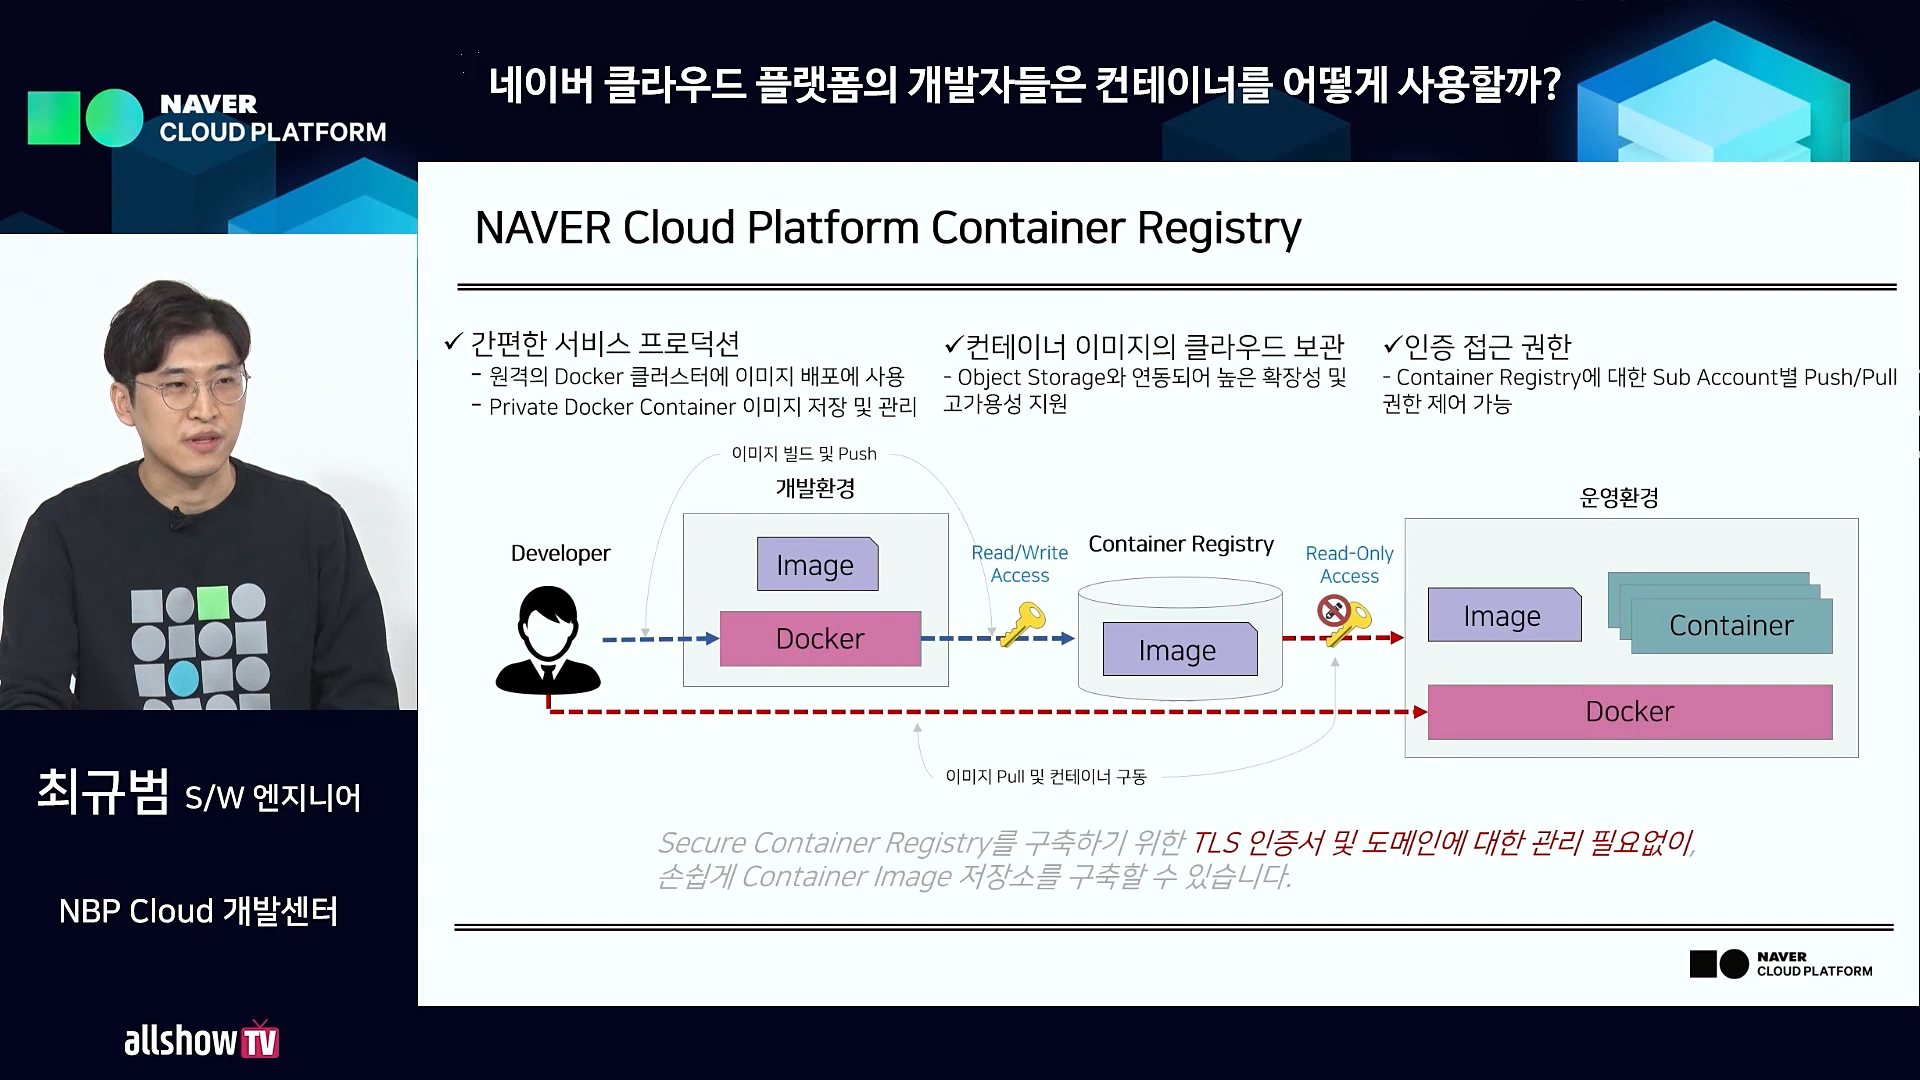 네이버 클라우드 플랫폼의 개발자들은 컨테이너를 어떻게 사용할까?
NAVER
CLOUD PLATFORM
NAVER Cloud Platform Container Registry
✓ 간편한 서비스 프로덕션
- 원격의 Docker 클러스터에 이미지 배포에 사용
- Private Docker Container 이미지 저장 및 관리
✓컨테이너 이미지의 클라우드 보관
- Object Storage와 연동되어 높은 확장성 및
고가용성 지원
✓인증 접근 권한
- Container Registry에 대한 Sub Account별 Push/Pull
권한 제어 가능
이미지 빌드 및 Push
개발환경
운영환경
Developer
Image
Docker
Read/Write
Access
Container Registry
Image
Read-Only
Access
Image
Container
Docker
이미지 Pull 및 컨테이너 구동
Secure Container Registry를 구축하기 위한 TLS 인증서 및 도메인에 대한 관리 필요없이,
손쉽게 Container Image 저장소를 구축할 수 있습니다.
NAVER
CLOUD PLATFORM
최규범 S/W 엔지니어
NBP Cloud 개발센터
allshow TV